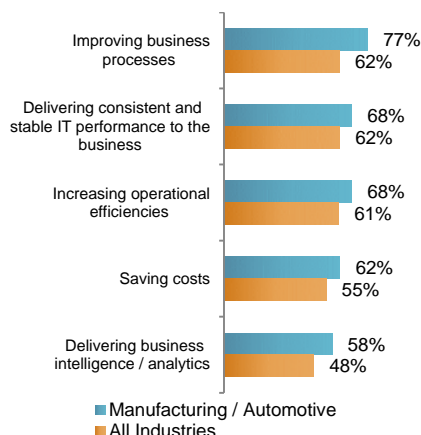 Improving business
processes
77%
62%
Delivering consistent and
stable IT performance to the
business
68%
62%
Increasing operational
efficiencies
68%
61%
Saving costs
62%
55%
Delivering business
intelligence / analytics
58%
48%
Manufacturing / Automotive
All Industries